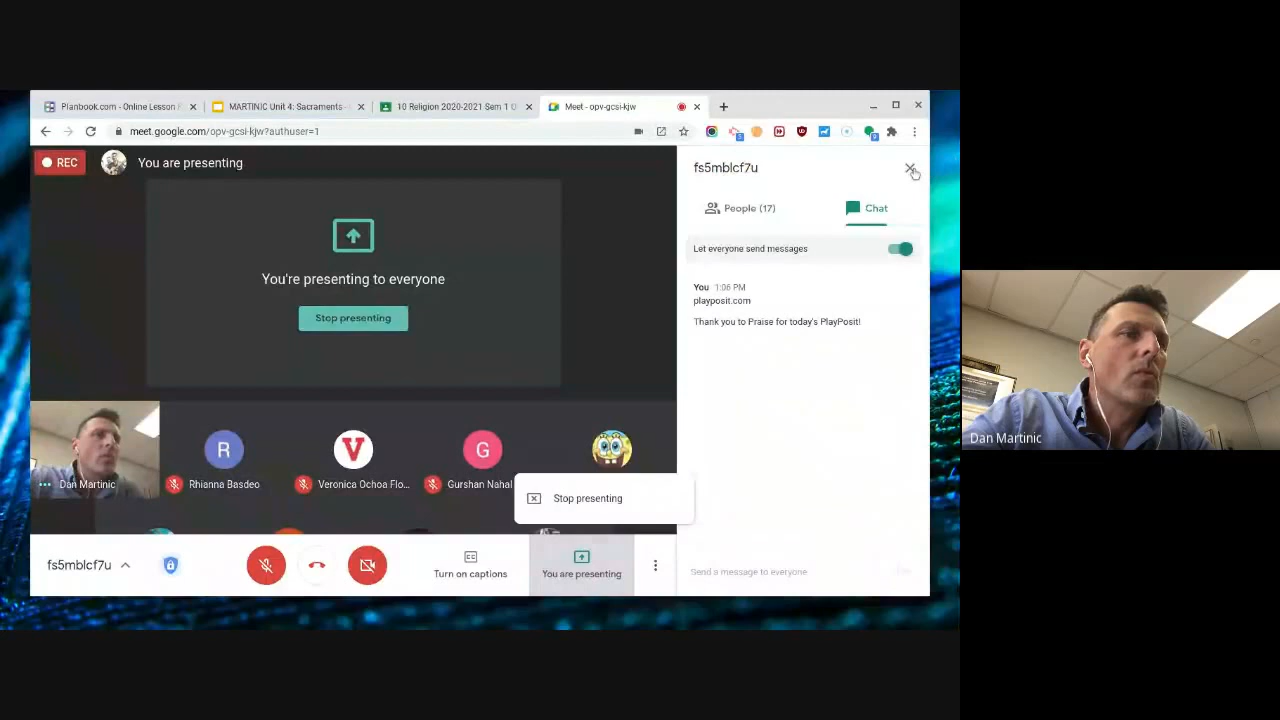 Planbook.com - Online Lesson
MARTINIC Unit 4: Sacraments -
10 Religion 2020-2021 Sem 1
Meet - opv-gcsi-kjw
meet.google.com/opv-gcsi-kjw?authuser=1
REC
You are presenting
You're presenting to everyone
Stop presenting
Dan Martinic
R
Rhianna Basdeo
V
Veronica Ochoa Flo...
G
Gurshan Nahal
Stop presenting
fs5mblcf7u
CC
Turn on captions
You are presenting
fs5mblcf7u
People (17)
Chat
Let everyone send messages
You 1:06 PM
playposit.com
Thank you to Praise for today's PlayPosit!
Send a message to everyone
Dan Martinic